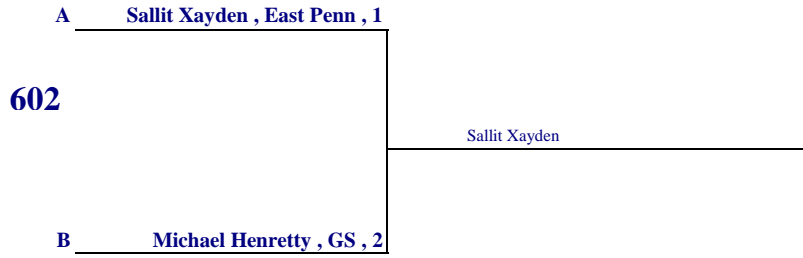 A Sallit Xayden , East Penn , 1
602
Sallit Xayden
B Michael Henretty , GS , 2